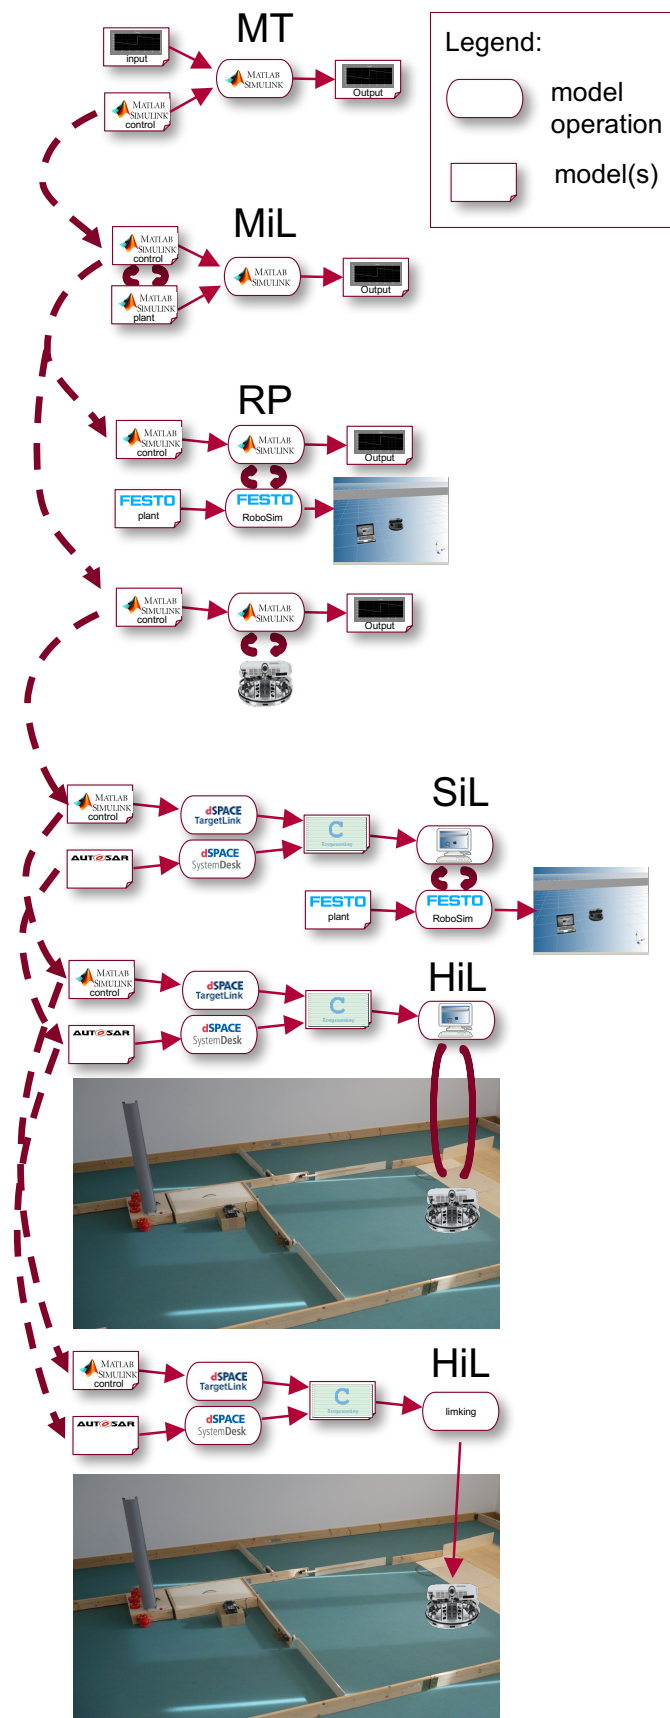 MT
Legend:
input
MATLAB
SIMULINK
Output
MATLAB
SIMULINK
control
model
operation
model(s)
MiL
MATLAB
SIMULINK
control
MATLAB
SIMULINK
Output
MATLAB
SIMULINK
plant
RP
MATLAB
SIMULINK
control
MATLAB
SIMULINK
Output
FESTO
plant
FESTO
RoboSim
MATLAB
SIMULINK
control
MATLAB
SIMULINK
Output
SiL
MATLAB
SIMULINK
control
dSPACE
TargetLink
C
AUTOSAR
dSPACE
SystemDesk
FESTO
plant
FESTO
RoboSim
HiL
MATLAB
SIMULINK
control
dSPACE
TargetLink
C
AUTOSAR
dSPACE
SystemDesk
HiL
MATLAB
SIMULINK
control
dSPACE
TargetLink
C
limking
AUTOSAR
dSPACE
SystemDesk